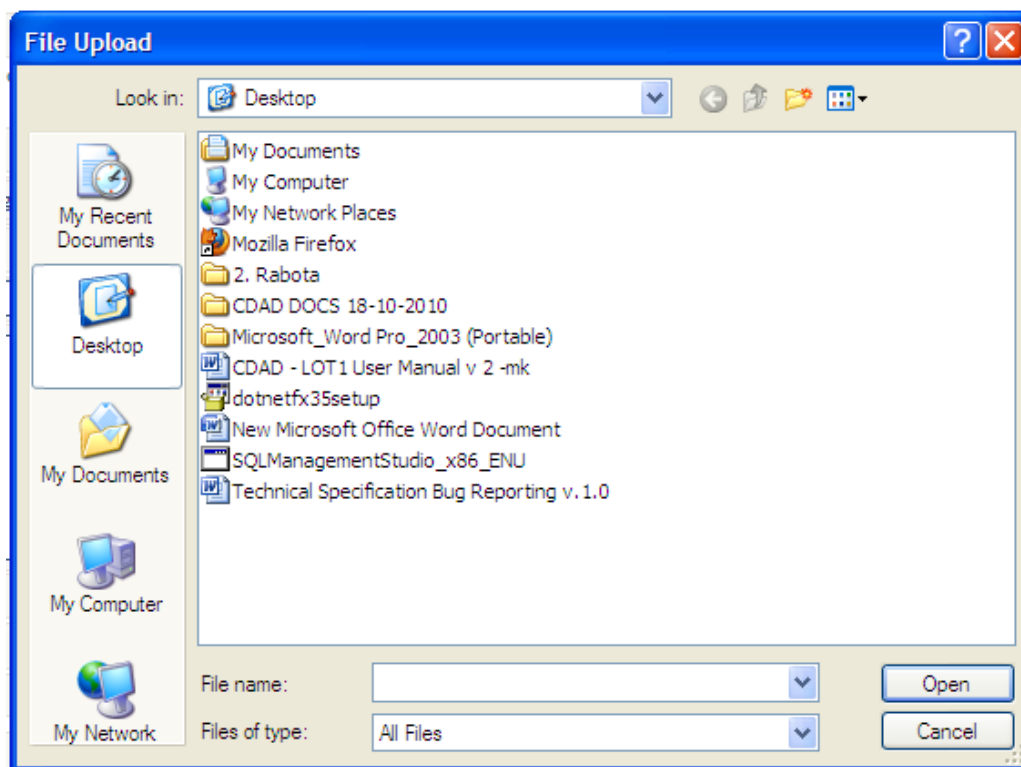 File Upload
Look in: Desktop
My Recent
Documents
Desktop
My Documents
My Computer
My Network
My Documents
My Computer
My Network Places
Mozilla Firefox
2. Rabota
CDAD DOCS 18-10-2010
Microsoft_Word Pro_2003 (Portable)
CDAD - LOT1 User Manual v 2 -mk
dotnetfx35setup
New Microsoft Office Word Document
SQLManagementStudio_x86_ENU
Technical Specification Bug Reporting v.1.0
File name: Open
Files of type: All Files Cancel